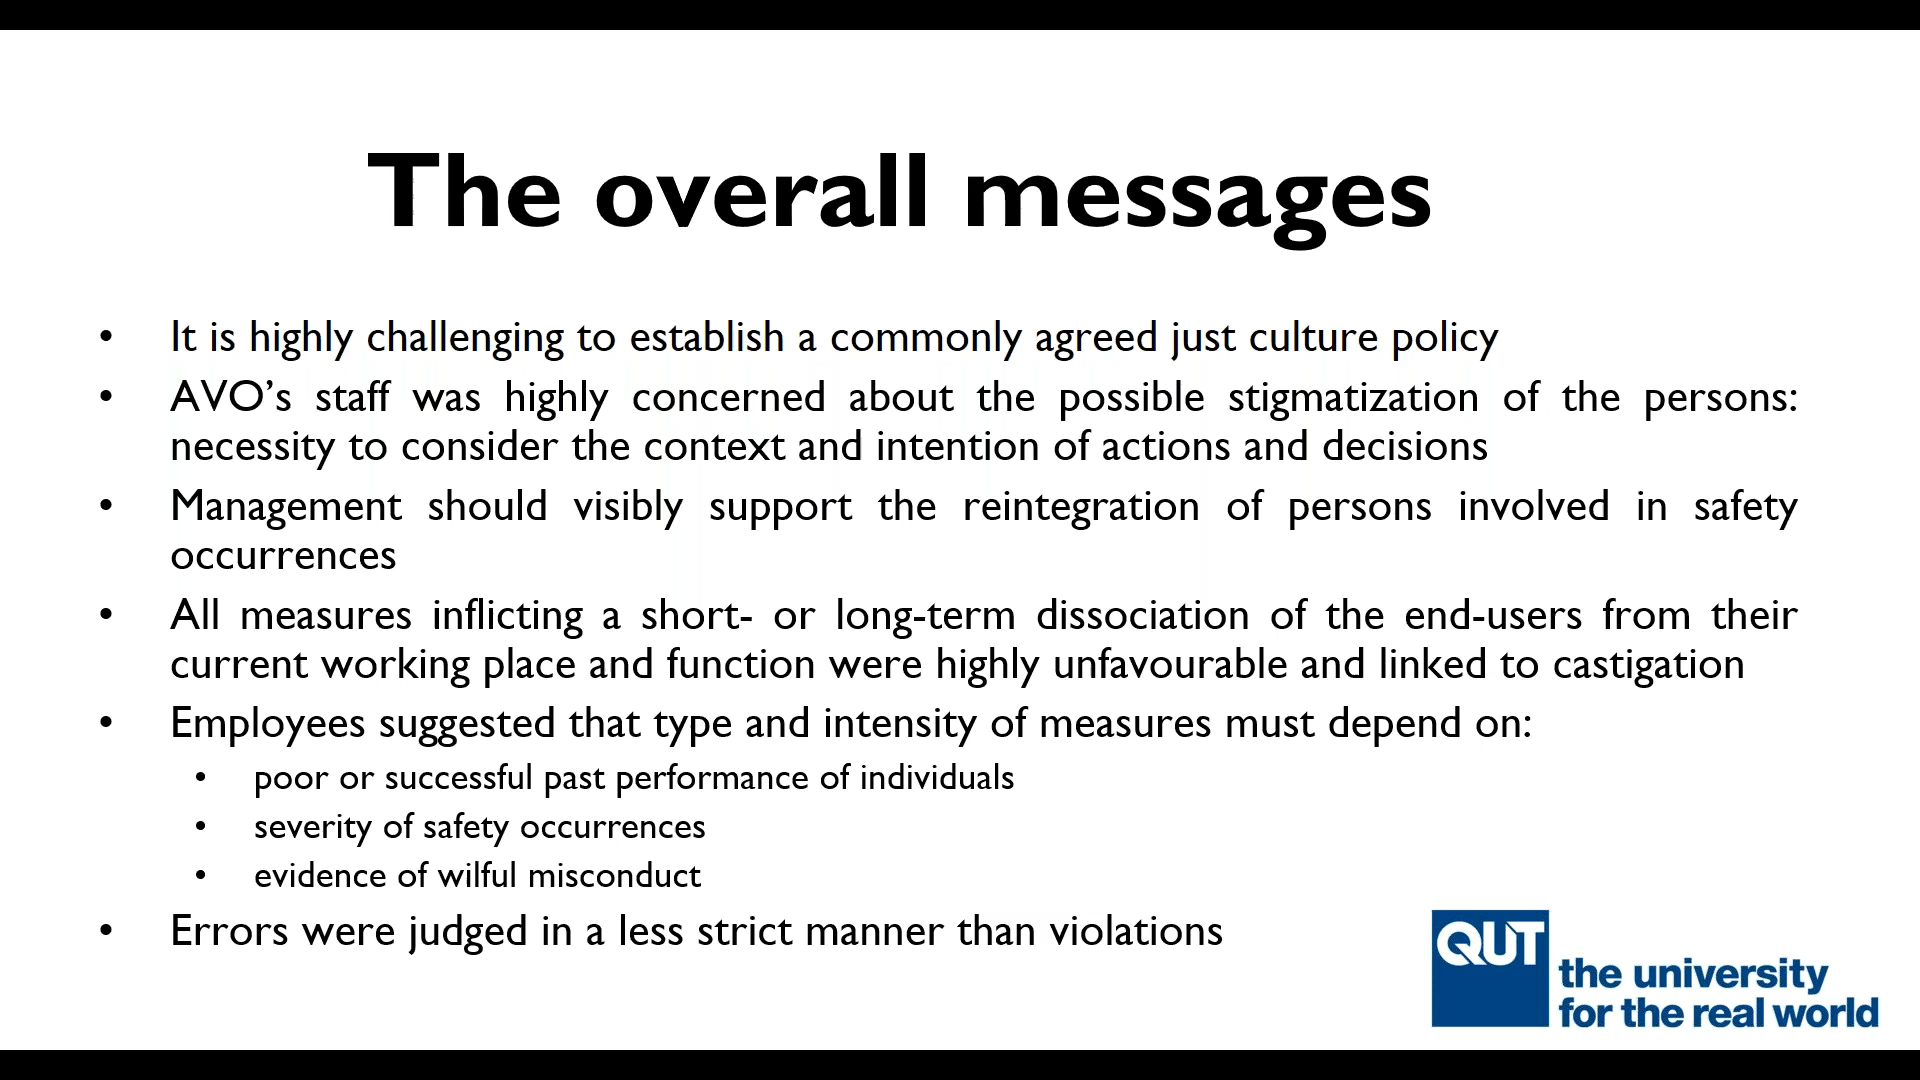 The overall messages
• It is highly challenging to establish a commonly agreed just culture policy
• AVO’s staff was highly concerned about the possible stigmatization of the persons:
necessity to consider the context and intention of actions and decisions
• Management should visibly support the reintegration of persons involved in safety
occurrences
• All measures inflicting a short- or long-term dissociation of the end-users from their
current working place and function were highly unfavourable and linked to castigation
• Employees suggested that type and intensity of measures must depend on:
• poor or successful past performance of individuals
• severity of safety occurrences
• evidence of wilful misconduct
• Errors were judged in a less strict manner than violations
QUT
the university
for the real world